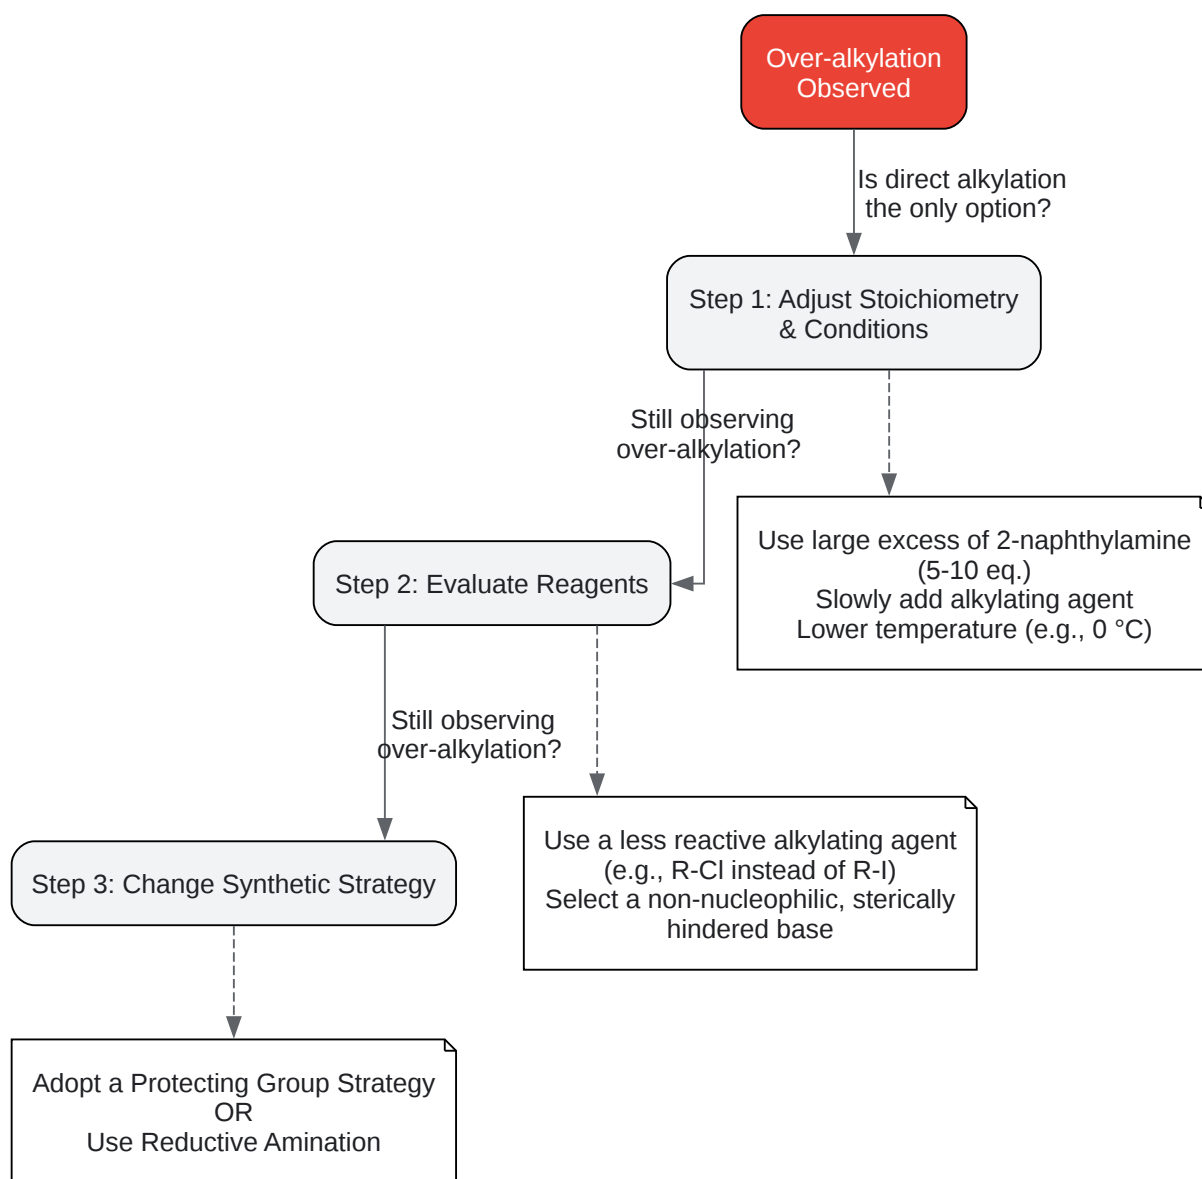 Over-alkylation
Observed
Is direct alkylation
the only option?
Step 1: Adjust Stoichiometry
& Conditions
Still observing
over-alkylation?
Use large excess of 2-naphthylamine
(5-10 eq.)
Slowly add alkylating agent
Lower temperature (e.g., 0 °C)
Step 2: Evaluate Reagents
Still observing
over-alkylation?
Use a less reactive alkylating agent
(e.g., R-Cl instead of R-I)
Select a non-nucleophilic, sterically
hindered base
Step 3: Change Synthetic Strategy
Adopt a Protecting Group Strategy
OR
Use Reductive Amination